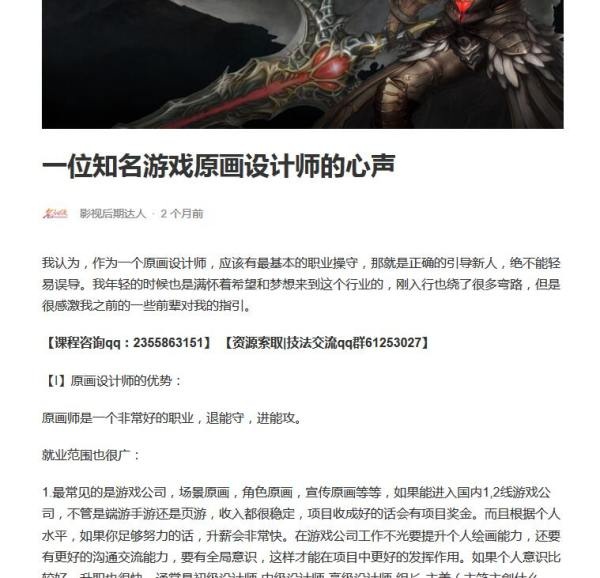 一位知名游戏原画设计师的心声
影视后期达人 · 2 个月前
我认为，作为一个原画设计师，应该有最基本的职业操守，那就是正确的引导新人，绝不能轻
易误导。我年轻的时候也是满怀着希望和梦想来到这个行业的，刚入行也绕了很多弯路，但是
很感激我之前的一些前辈对我的指引。
【课程咨询qq：2355863151】 【资源索取|技法交流qq群61253027】
【I】原画设计师的优势：
原画师是一个非常好的职业，退能守，进能攻。
就业范围也很广：
1.最常见的是游戏公司，场景原画，角色原画，宣传原画等等，如果能进入国内1,2线游戏公
司，不管是端游手游还是页游，收入都很稳定，项目收成好的话会有项目奖金。而且根据个人
水平，如果你足够努力的话，升薪会非常快。在游戏公司工作不光要提升个人绘画能力，还要
有更好的沟通交流能力，要有全局意识，这样才能在项目中更好的发挥作用。如果个人意识比